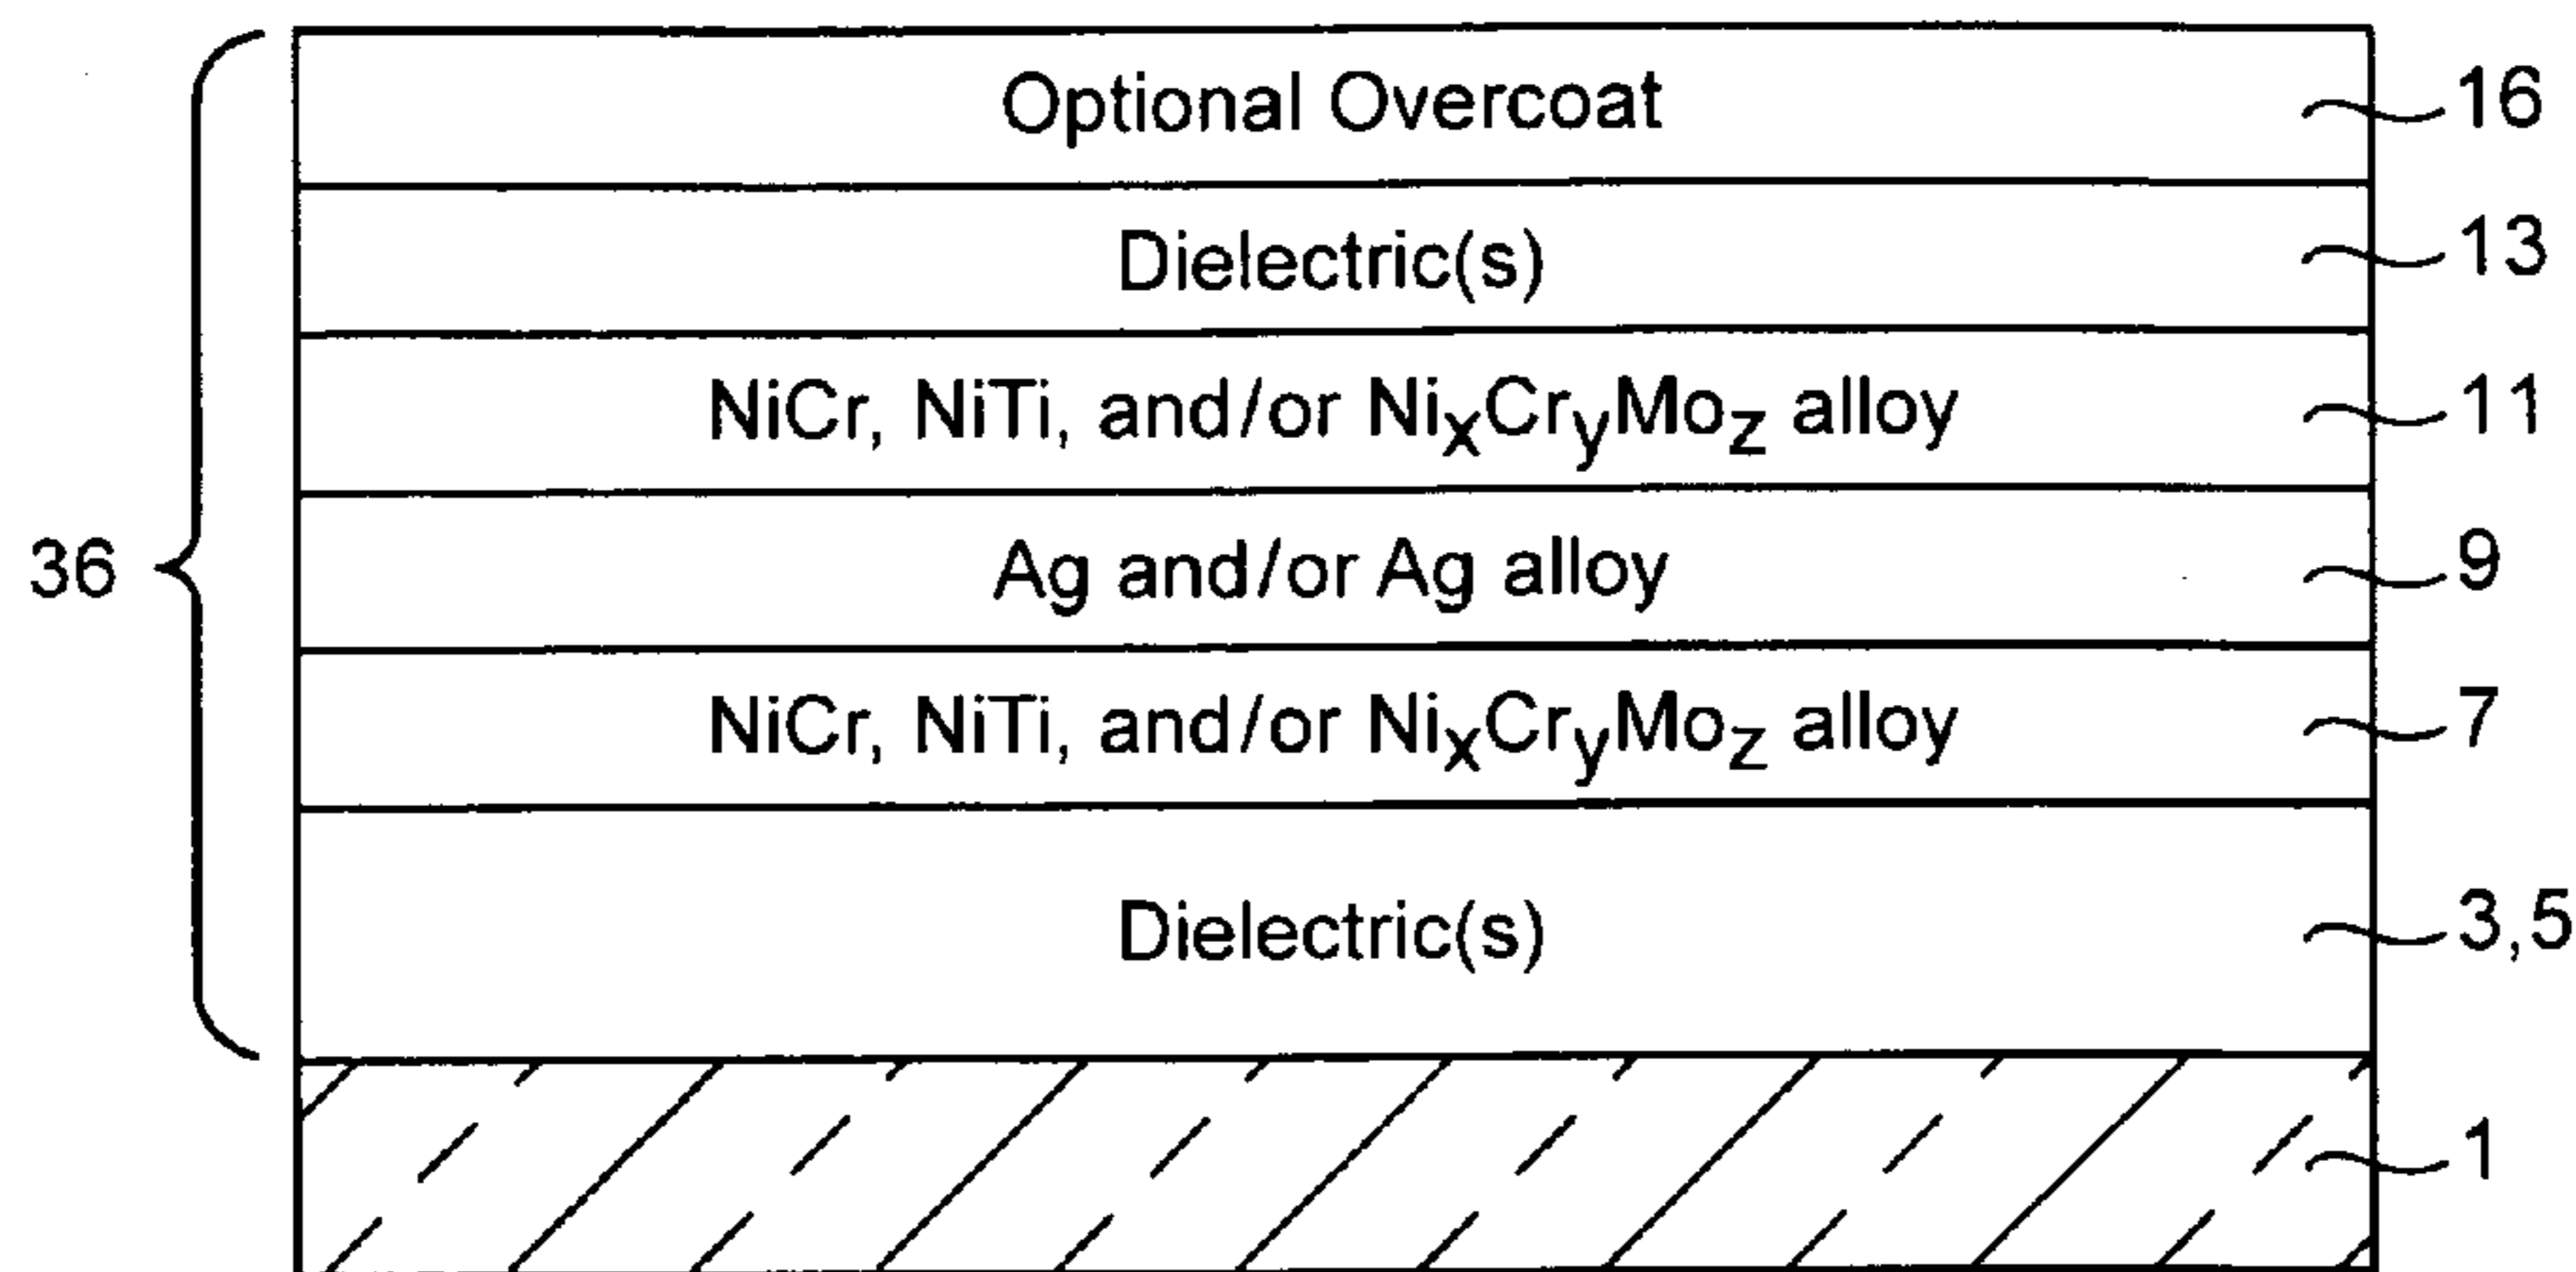 Optional Overcoat 16
Dielectric(s) 13
NiCr, NiTi, and/or NixCryMoz alloy 11
36 Ag and/or Ag alloy 9
NiCr, NiTi, and/or NixCryMoz alloy 7
Dielectric(s) 3,5
1